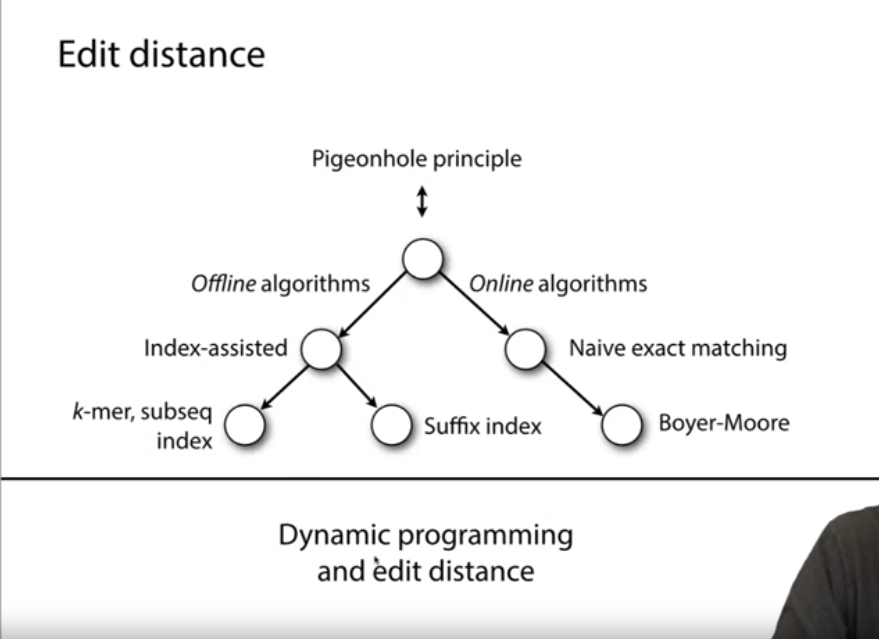 Edit distance
Pigeonhole principle
Offline algorithms
Online algorithms
Index-assisted
Naive exact matching
k-mer, subseq
index
Suffix index
Boyer-Moore
Dynamic programming
and edit distance